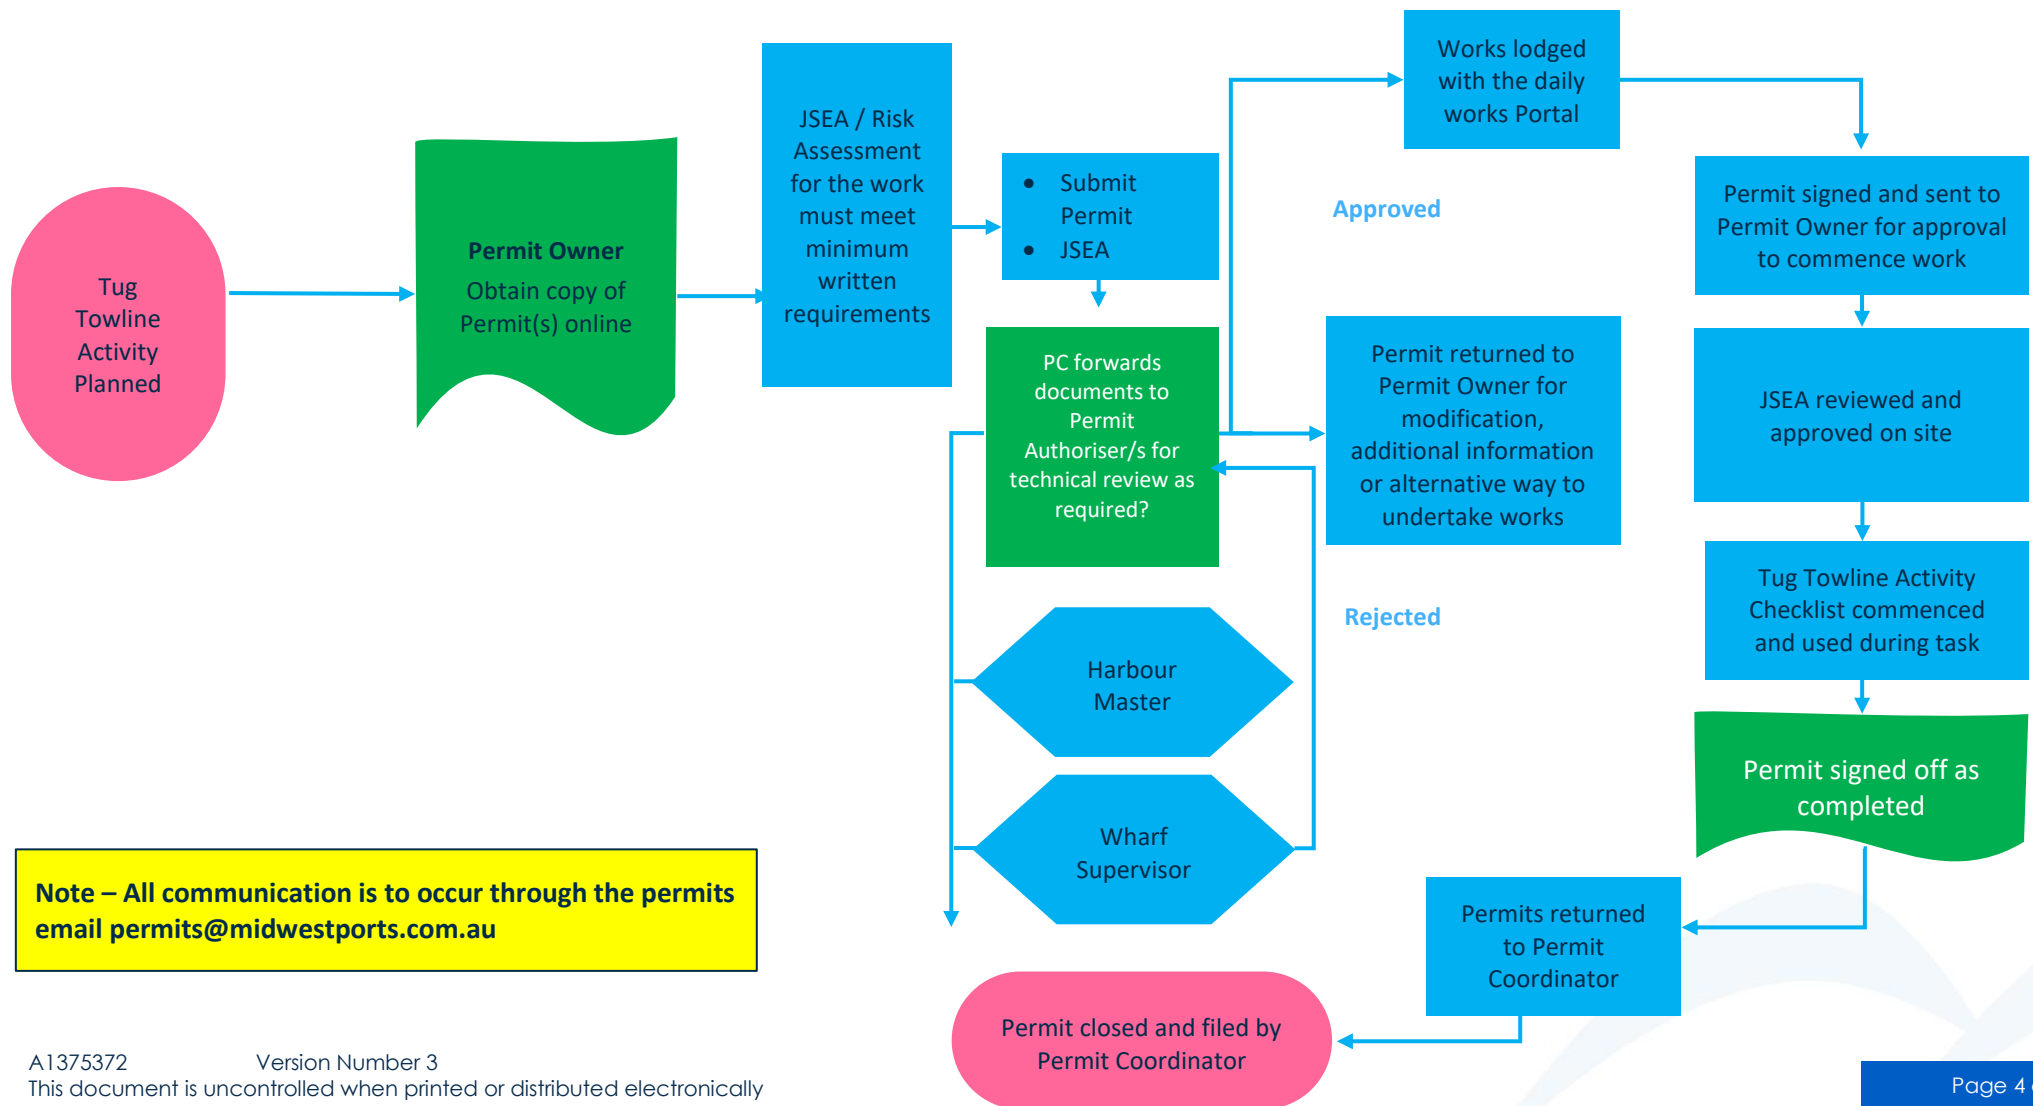 Tug
Towline
Activity
Planned
Permit Owner
Obtain copy of
Permit(s) online
JSEA / Risk
Assessment
for the work
must meet
minimum
written
requirements
• Submit
Permit
• JSEA
PC forwards
documents to
Permit
Authoriser/s for
technical review as
required?
Harbour
Master
Wharf
Supervisor
Approved
Rejected
Works lodged
with the daily
works Portal
Permit returned to
Permit Owner for
modification,
additional information
or alternative way to
undertake works
Permit signed and sent to
Permit Owner for approval
to commence work
JSEA reviewed and
approved on site
Tug Towline Activity
Checklist commenced
and used during task
Permit signed off as
completed
Permits returned
to Permit
Coordinator
Permit closed and filed by
Permit Coordinator
Note – All communication is to occur through the permits
email permits@midwestports.com.au
A1375372 Version Number 3
This document is uncontrolled when printed or distributed electronically
Page 4